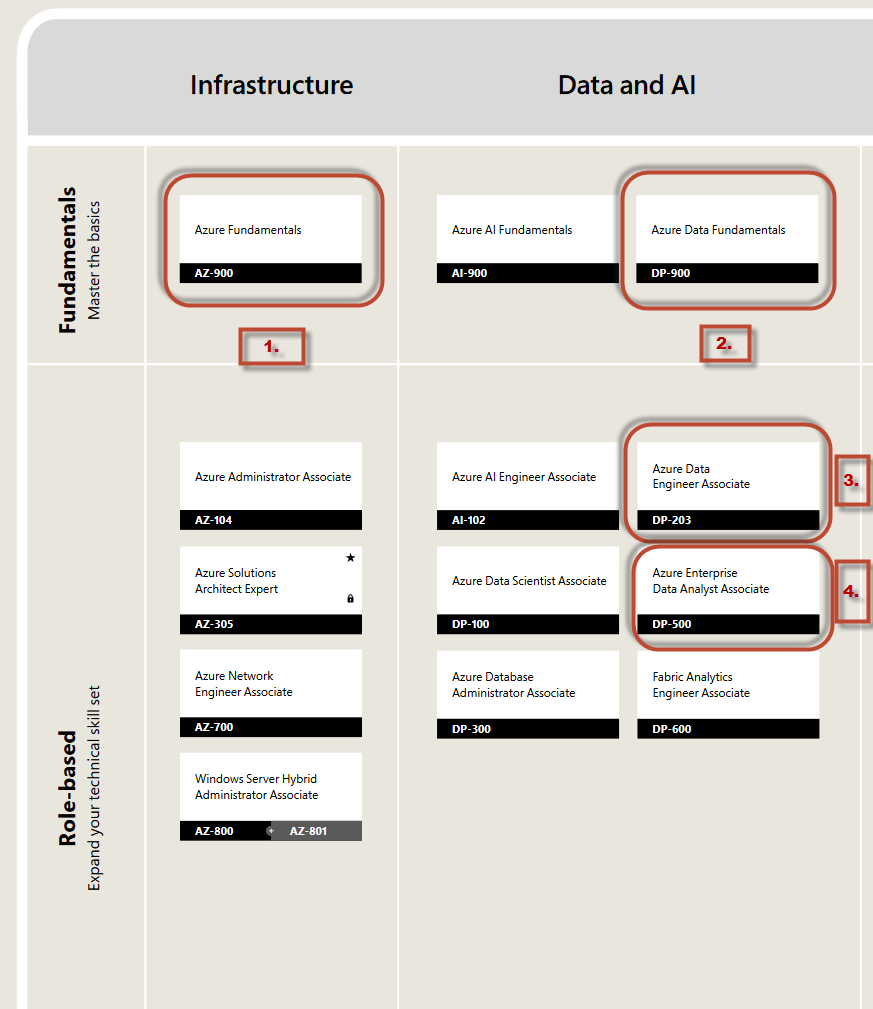 Infrastructure
Data and AI
Fundamentals
Master the basics
Azure Fundamentals
AZ-900
Azure AI Fundamentals
AI-900
Azure Data Fundamentals
DP-900
1.
2.
Role-based
Expand your technical skill set
Azure Administrator Associate
AZ-104
Azure Solutions
Architect Expert
AZ-305
Azure Network
Engineer Associate
AZ-700
Windows Server Hybrid
Administrator Associate
AZ-800 + AZ-801
Azure AI Engineer Associate
AI-102
Azure Data
Engineer Associate
DP-203
3.
Azure Data Scientist Associate
DP-100
Azure Enterprise
Data Analyst Associate
DP-500
4.
Azure Database
Administrator Associate
DP-300
Fabric Analytics
Engineer Associate
DP-600